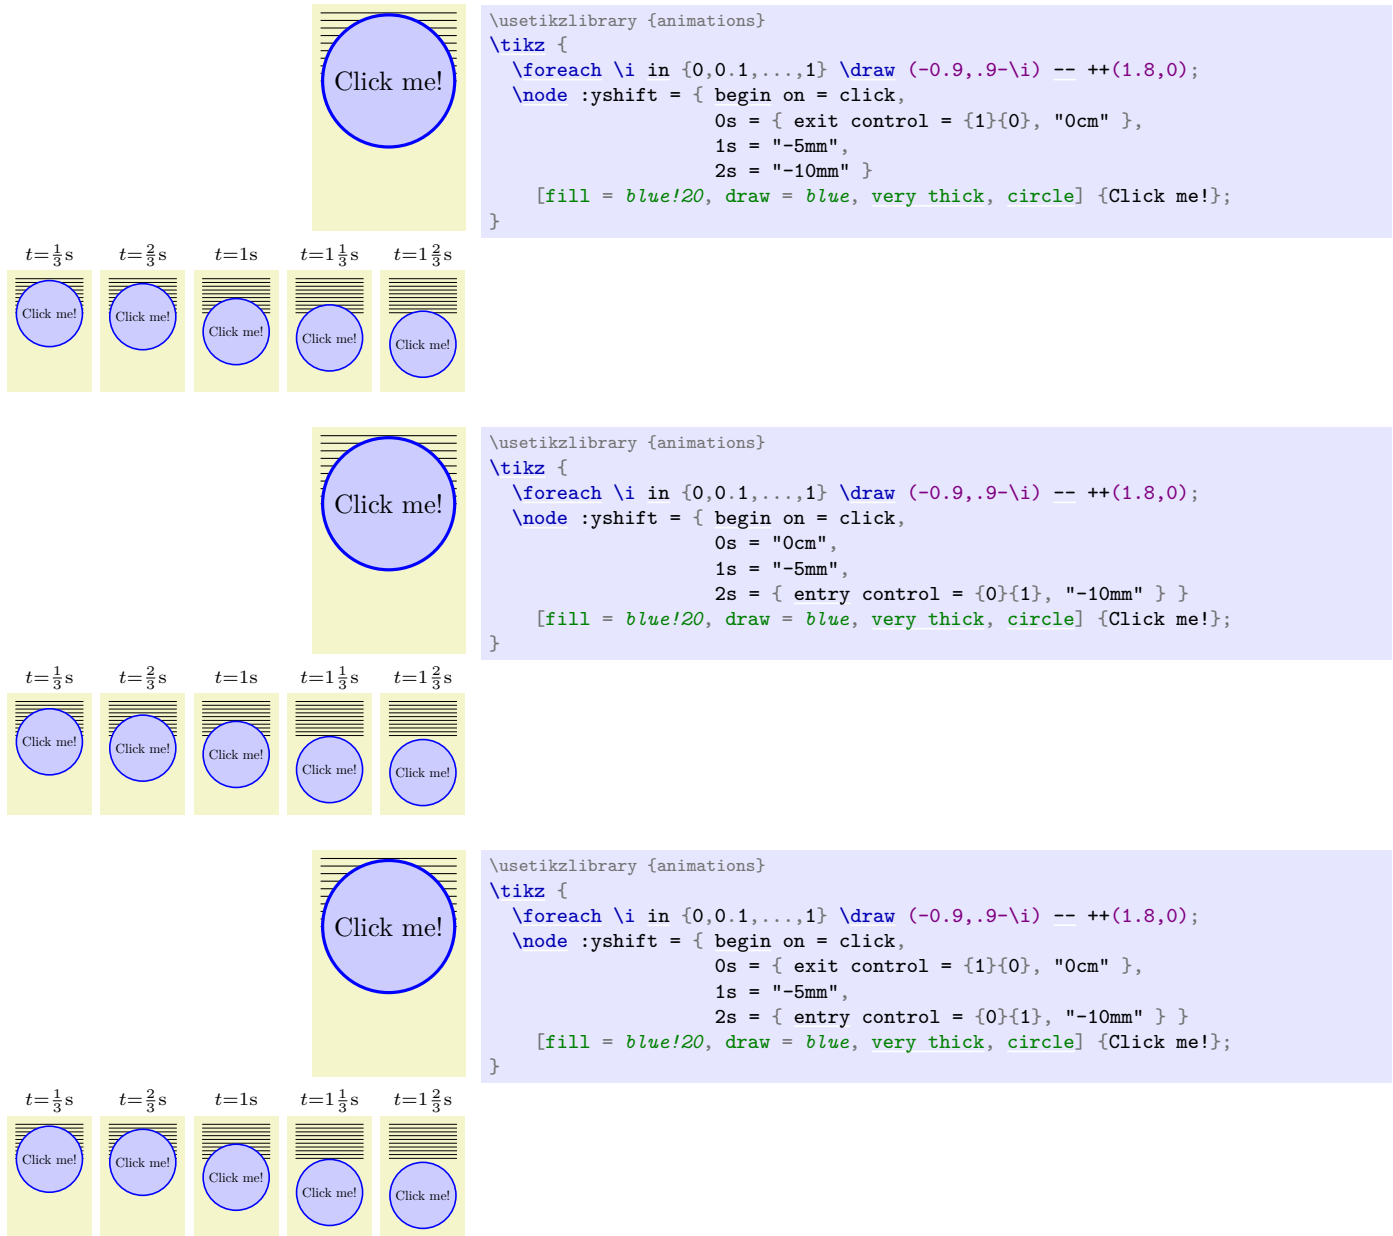 Click me!
\usetikzlibrary {animations}
\tikz {
  \foreach \i in {0,0.1,...,1} \draw (-0.9,.9-\i) -- ++(1.8,0);
  \node :yshift = { begin on = click,
                    0s = { exit control = {1}{0}, "0cm" },
                    1s = "-5mm",
                    2s = "-10mm" }
    [fill = blue!20, draw = blue, very thick, circle] {Click me!};
}
t=1/3s t=2/3s t=1s t=1 1/3s t=1 2/3s
Click me! Click me! Click me! Click me! Click me!
Click me!
\usetikzlibrary {animations}
\tikz {
  \foreach \i in {0,0.1,...,1} \draw (-0.9,.9-\i) -- ++(1.8,0);
  \node :yshift = { begin on = click,
                    0s = "0cm",
                    1s = "-5mm",
                    2s = { entry control = {0}{1}, "-10mm" } }
    [fill = blue!20, draw = blue, very thick, circle] {Click me!};
}
t=1/3s t=2/3s t=1s t=1 1/3s t=1 2/3s
Click me! Click me! Click me! Click me! Click me!
Click me!
\usetikzlibrary {animations}
\tikz {
  \foreach \i in {0,0.1,...,1} \draw (-0.9,.9-\i) -- ++(1.8,0);
  \node :yshift = { begin on = click,
                    0s = { exit control = {1}{0}, "0cm" },
                    1s = "-5mm",
                    2s = { entry control = {0}{1}, "-10mm" } }
    [fill = blue!20, draw = blue, very thick, circle] {Click me!};
}
t=1/3s t=2/3s t=1s t=1 1/3s t=1 2/3s
Click me! Click me! Click me! Click me! Click me!